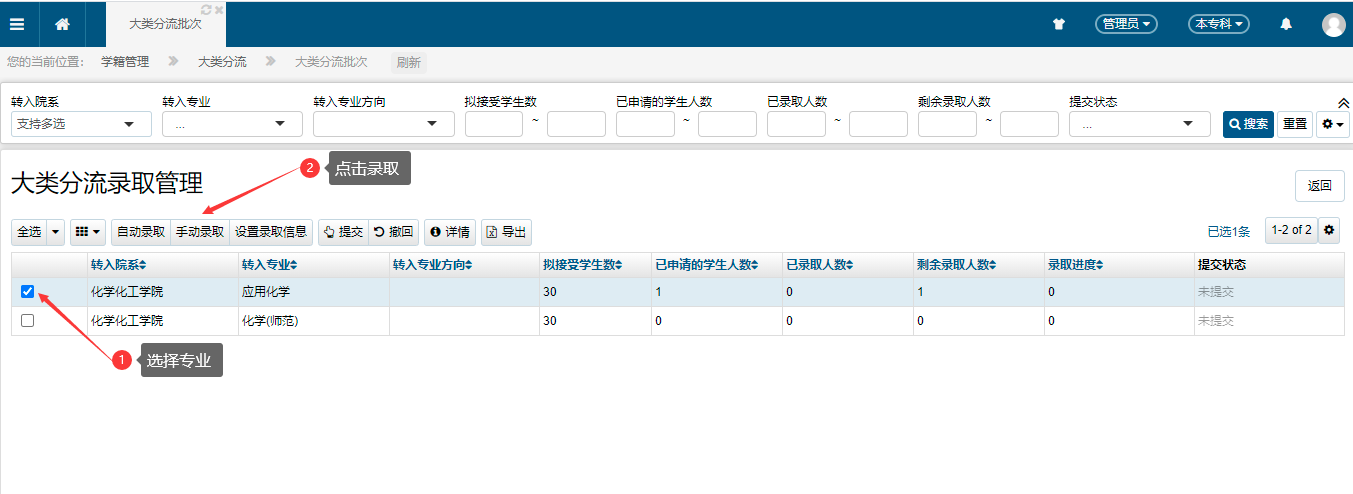 大类分流批次
管理员
本专科
您的当前位置： 学籍管理 大类分流 大类分流批次 刷新
转入院系 转入专业 转入专业方向 拟接受学生数 已申请的学生人数 已录取人数 剩余录取人数 提交状态
支持多选 ... ~ ~ ~ ~ ... 搜索 重置
2 点击录取
大类分流录取管理 返回
全选 自动录取 手动录取 设置录取信息 提交 撤回 详情 导出 已选1条 1-2 of 2
转入院系 转入专业 转入专业方向 拟接受学生数 已申请的学生人数 已录取人数 剩余录取人数 录取进度 提交状态
化学化工学院 应用化学 30 1 0 1 0 未提交
化学化工学院 化学(师范) 30 0 0 0 0 未提交
1 选择专业